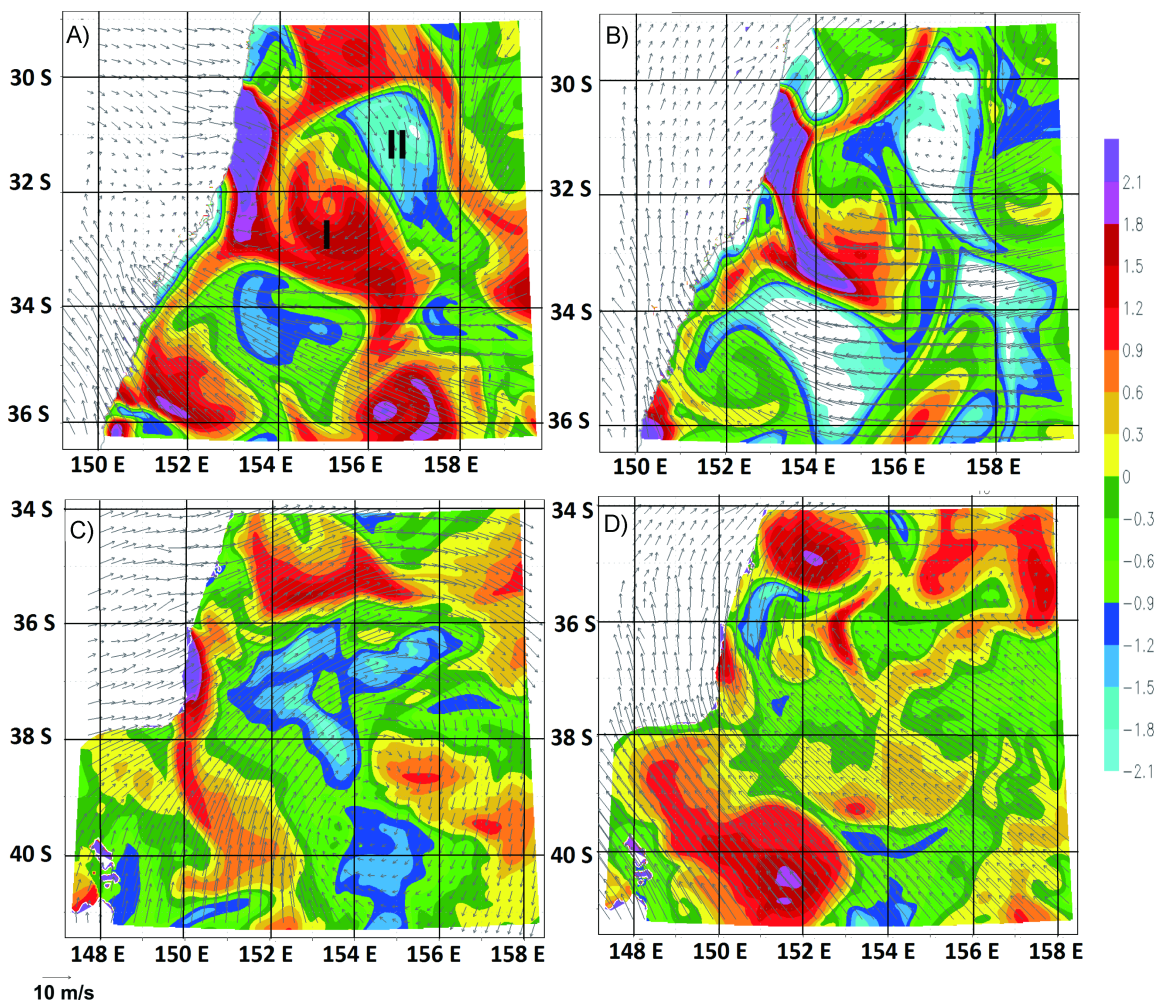 A)
B)
30 S
30 S
II
32 S
32 S
I
34 S
34 S
36 S
36 S
150 E 152 E 154 E 156 E 158 E
150 E 152 E 154 E 156 E 158 E
2.1
1.8
1.5
1.2
0.9
0.6
0.3
0
−0.3
−0.6
−0.9
−1.2
−1.5
−1.8
−2.1
34 S
C)
34 S
D)
36 S
36 S
38 S
38 S
40 S
40 S
148 E 150 E 152 E 154 E 156 E 158 E
148 E 150 E 152 E 154 E 156 E 158 E
10 m/s